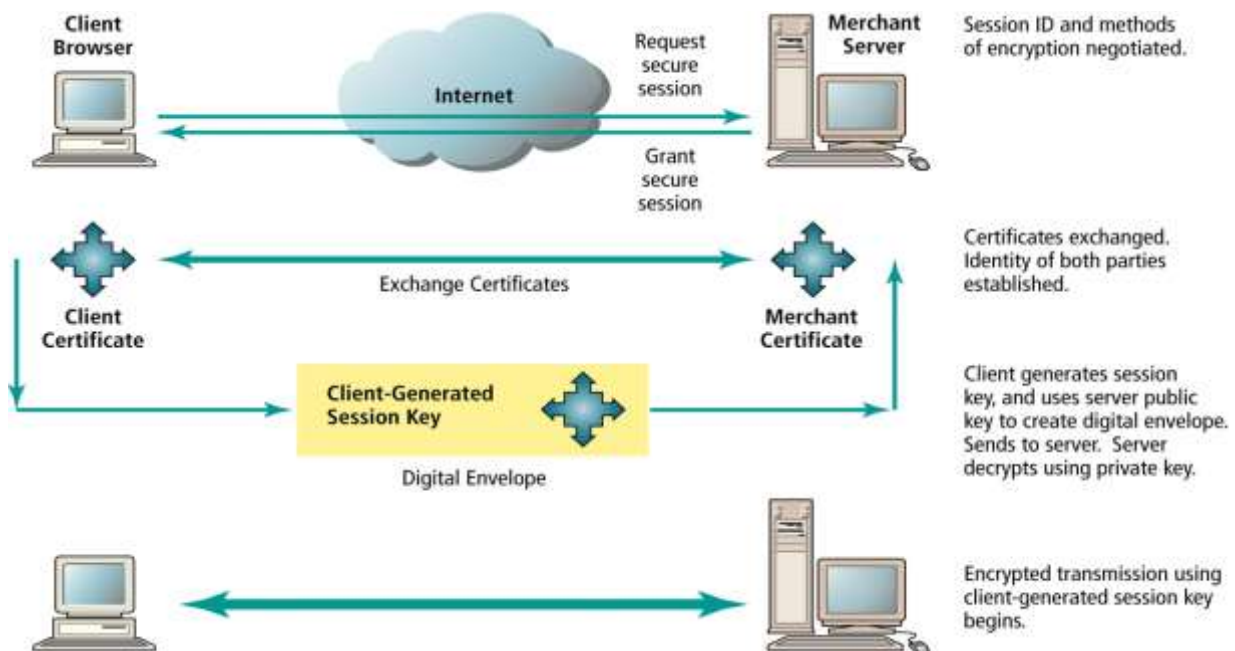 Client
Browser
Internet
Request
secure
session
Grant
secure
session
Merchant
Server
Session ID and methods
of encryption negotiated.
Client
Certificate
Exchange Certificates
Merchant
Certificate
Certificates exchanged.
Identity of both parties
established.
Client-Generated
Session Key
Digital Envelope
Client generates session
key, and uses server public
key to create digital envelope.
Sends to server. Server
decrypts using private key.
Encrypted transmission using
client-generated session key
begins.